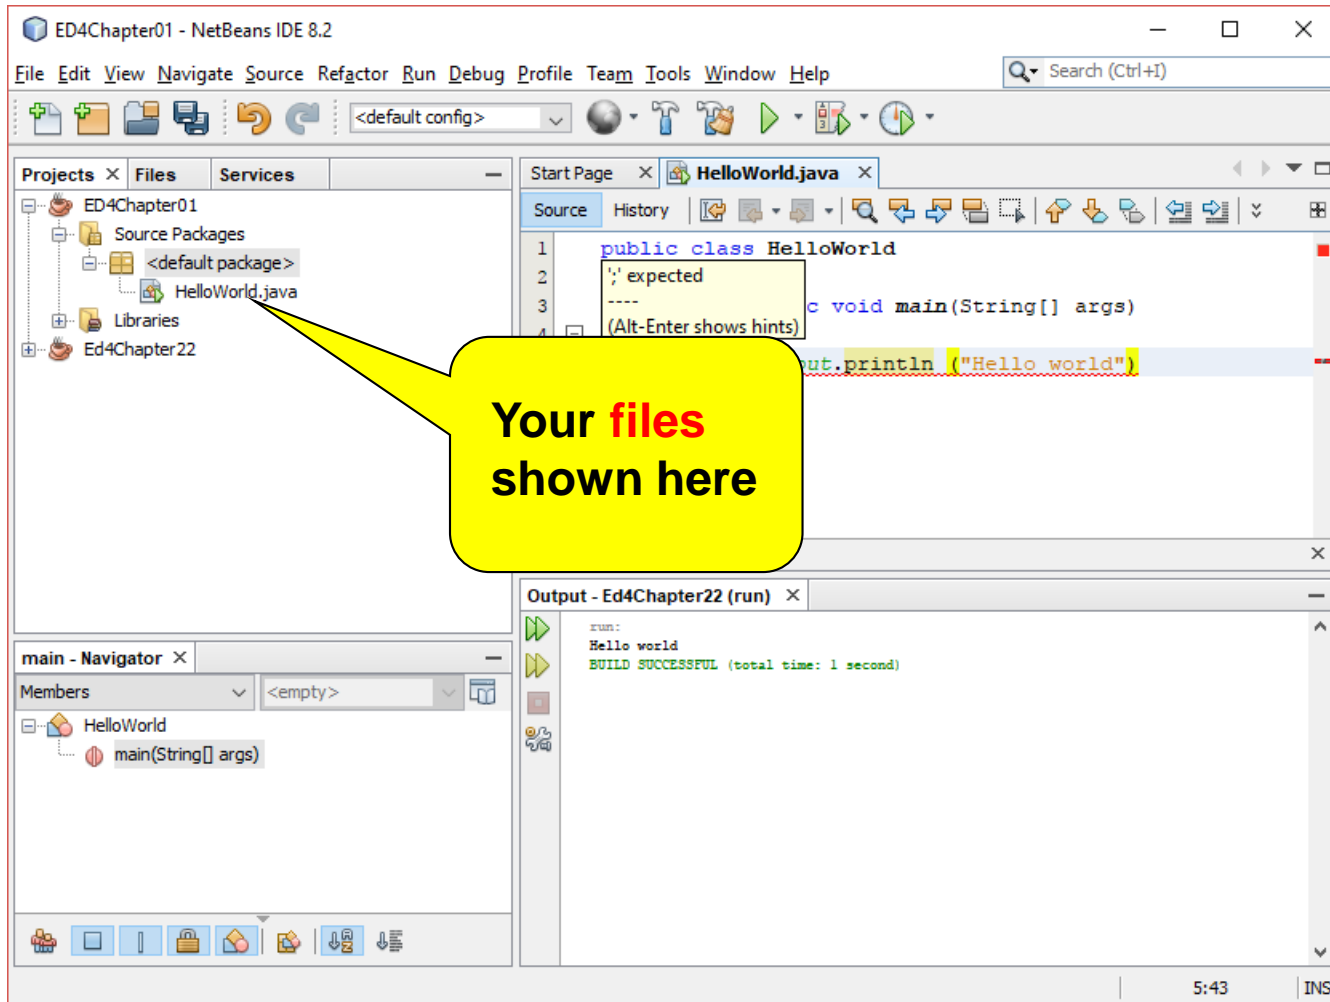 ED4Chapter01 - NetBeans IDE 8.2
File Edit View Navigate Source Refactor Run Debug Profile Team Tools Window Help
Search (Ctrl+I)
<default config>
Projects Files Services
ED4Chapter01
Source Packages
<default package>
HelloWorld.java
Libraries
Ed4Chapter22
Start Page HelloWorld.java
Source History
1 public class HelloWorld
2
3 c void main(String[] args)
4
';' expected
----
(Alt-Enter shows hints)
out.println ("Hello world")
Your files
shown here
Output - Ed4Chapter22 (run)
run:
Hello world
BUILD SUCCESSFUL (total time: 1 second)
main - Navigator
Members <empty>
HelloWorld
main(String[] args)
5:43 INS